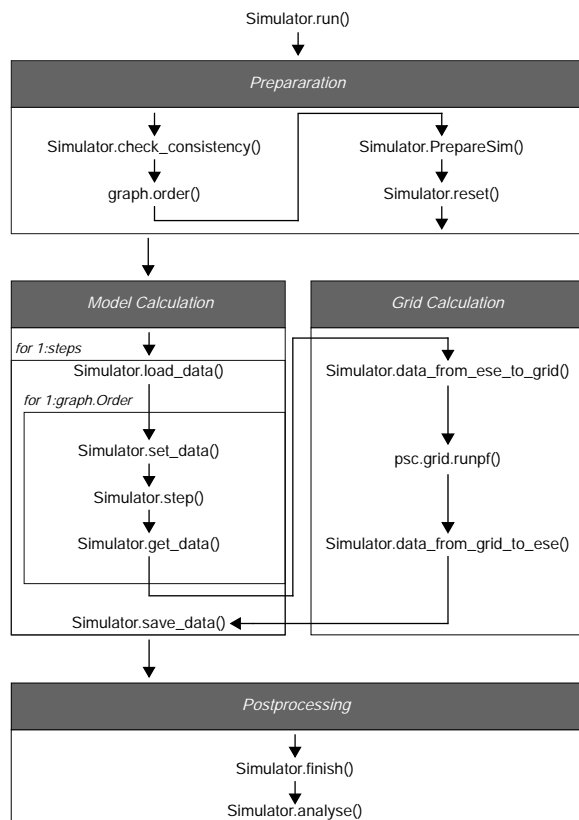 Simulator.run()
Prepararation
Simulator.check_consistency()
graph.order()
Simulator.PrepareSim()
Simulator.reset()
Model Calculation
for 1:steps
Simulator.load_data()
for 1:graph.Order
Simulator.set_data()
Simulator.step()
Simulator.get_data()
Grid Calculation
Simulator.data_from_ese_to_grid()
psc.grid.runpf()
Simulator.data_from_grid_to_ese()
Simulator.save_data()
Postprocessing
Simulator.finish()
Simulator.analyse()